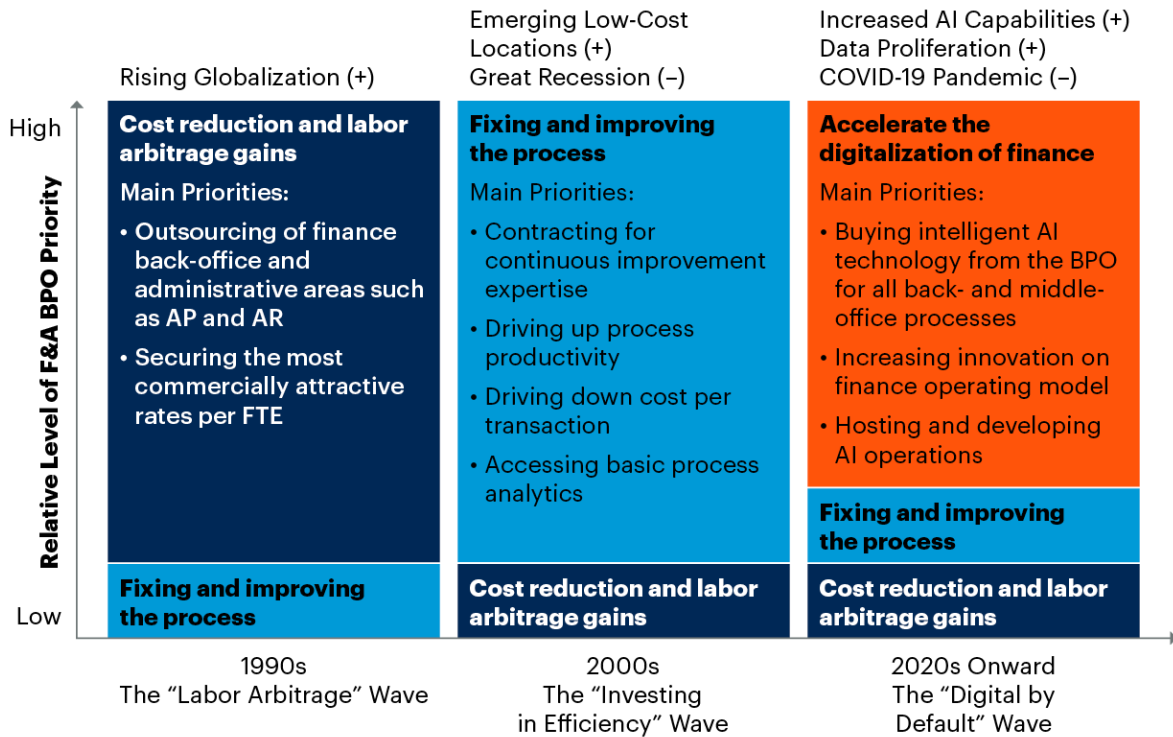 Rising Globalization (+)
Emerging Low-Cost
Locations (+)
Great Recession (–)
Increased AI Capabilities (+)
Data Proliferation (+)
COVID-19 Pandemic (–)
Relative Level of F&A BPO Priority
High
Low
Cost reduction and labor
arbitrage gains
Main Priorities:
• Outsourcing of finance
back-office and
administrative areas such
as AP and AR
• Securing the most
commercially attractive
rates per FTE
Fixing and improving
the process
1990s
The “Labor Arbitrage” Wave
Fixing and improving
the process
Main Priorities:
• Contracting for
continuous improvement
expertise
• Driving up process
productivity
• Driving down cost per
transaction
• Accessing basic process
analytics
Cost reduction and labor
arbitrage gains
2000s
The “Investing
in Efficiency” Wave
Accelerate the
digitalization of finance
Main Priorities:
• Buying intelligent AI
technology from the BPO
for all back- and middle-
office processes
• Increasing innovation on
finance operating model
• Hosting and developing
AI operations
Fixing and improving
the process
Cost reduction and labor
arbitrage gains
2020s Onward
The “Digital by
Default” Wave